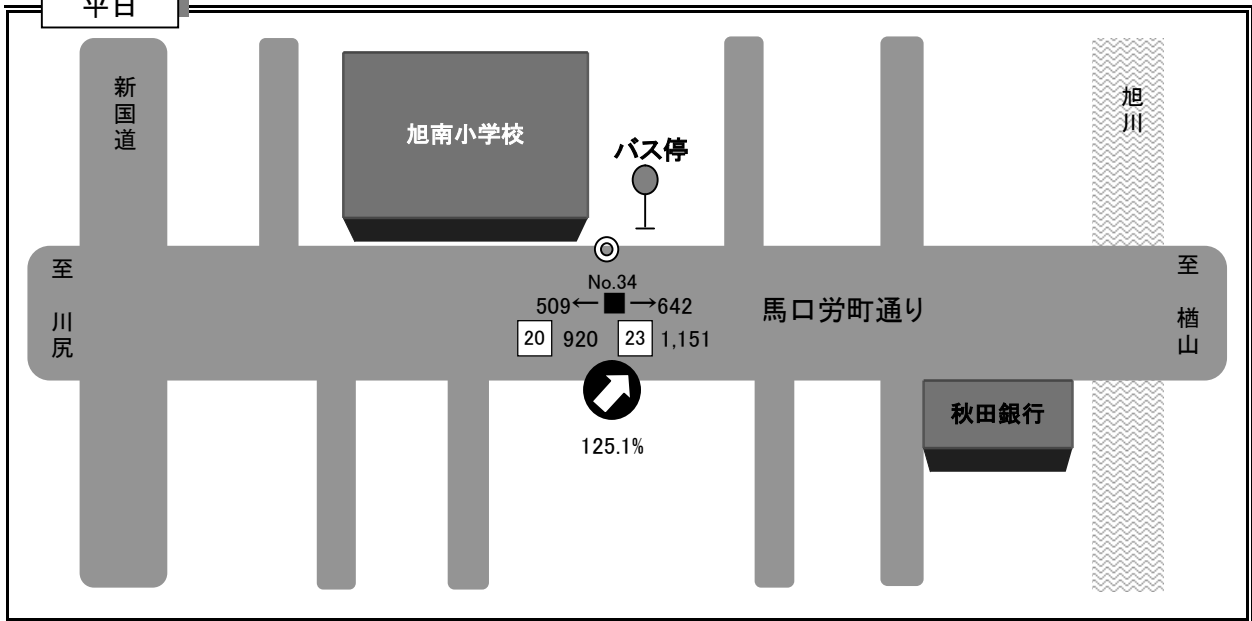 平日
新国道
旭南小学校
バス停
旭川
至 川尻
No.34
509←■→642
20 920 23 1,151
125.1%
馬口労町通り
至 楢山
秋田銀行